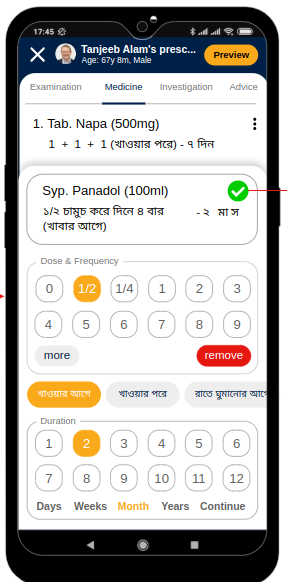 17:45
Tanjeeb Alam's presc...
Age: 67y 8m, Male
Preview
Examination Medicine Investigation Advice
1. Tab. Napa (500mg)
1 + 1 + 1 (খাওয়ার পরে) - ৭ দিন
Syp. Panadol (100ml)
১/২ চামুচ করে দিনে ৪ বার - ২ মাস
(খাবার আগে)
Dose & Frequency
0 1/2 1/4 1 2 3
4 5 6 7 8 9
more remove
খাওয়ার আগে খাওয়ার পরে রাতে ঘুমানোর আগে
Duration
1 2 3 4 5 6
7 8 9 10 11 12
Days Weeks Month Years Continue